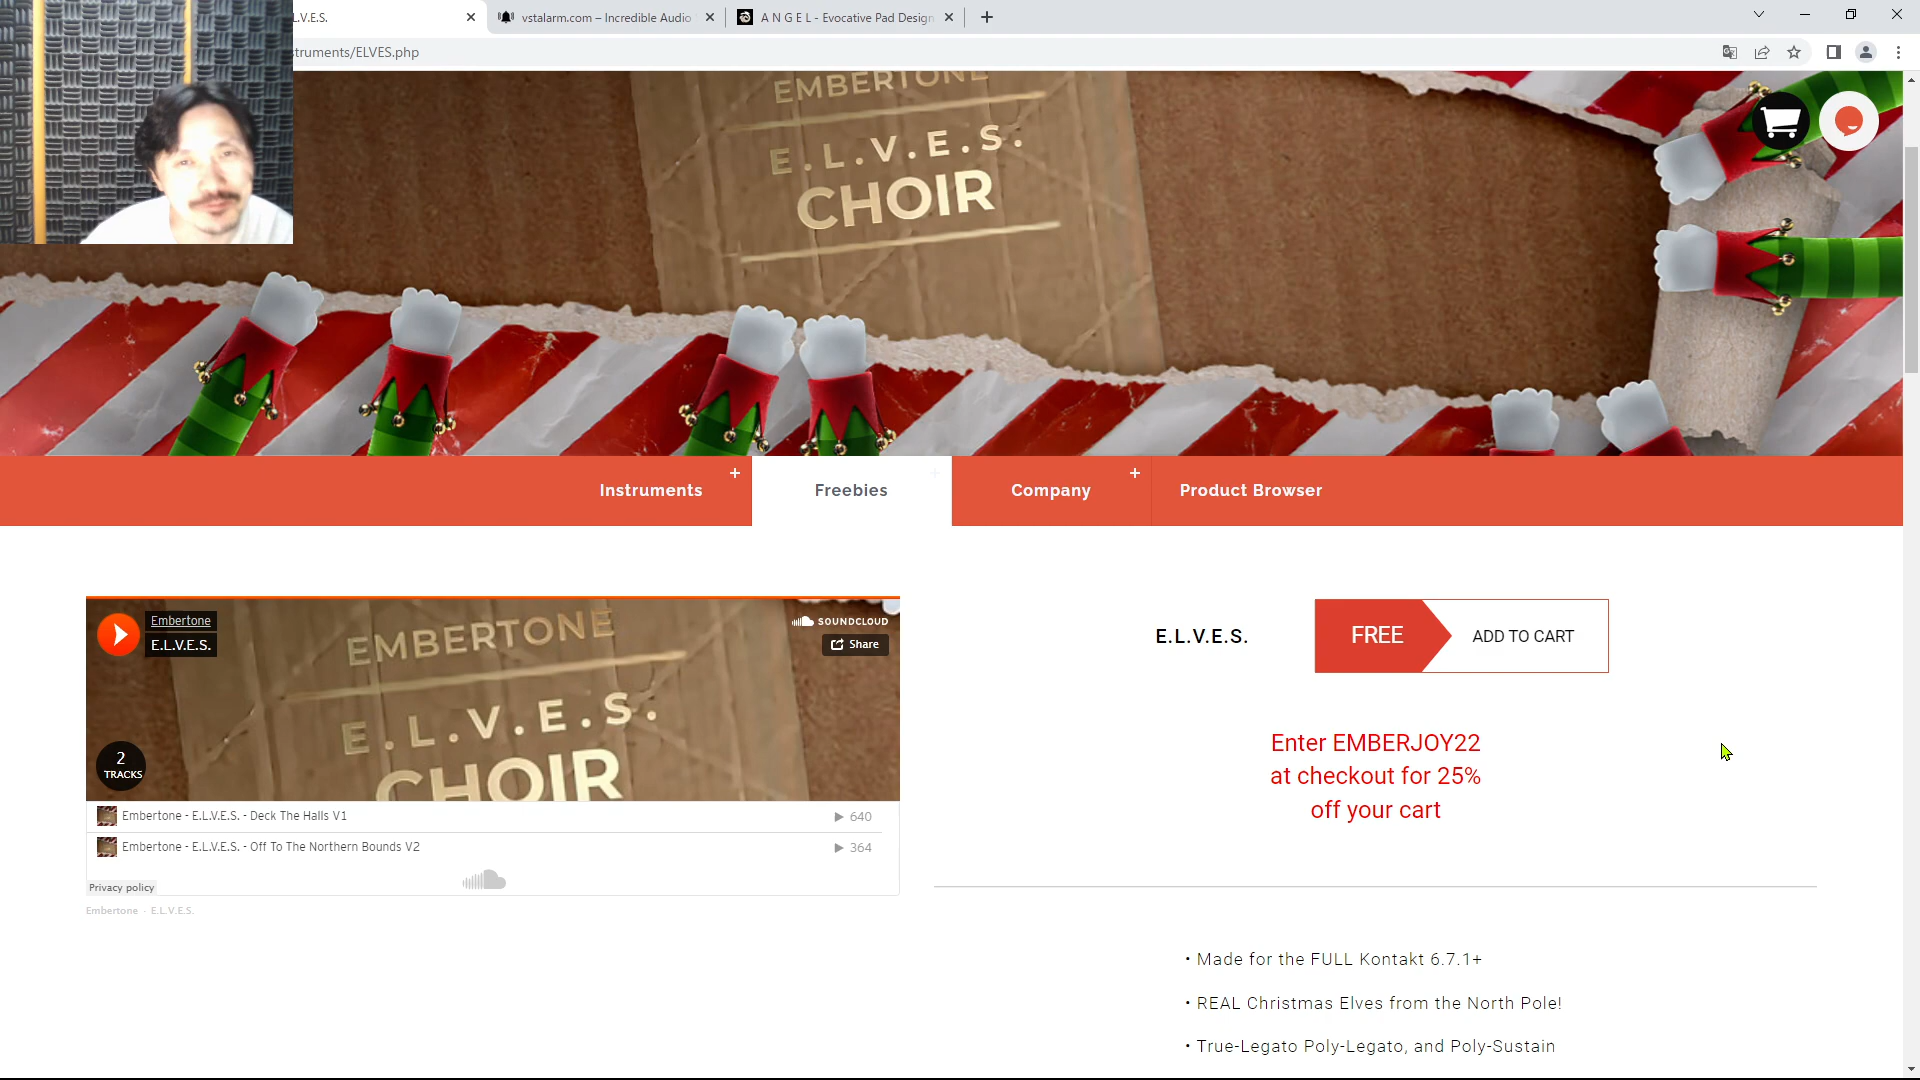 L.V.E.S.
vstalarm.com – Incredible Audio
A N G E L - Evocative Pad Design
truments/ELVES.php
EMBERTONE
E.L.V.E.S.
CHOIR
Instruments
Freebies
Company
Product Browser
Embertone
E.L.V.E.S.
SOUNDCLOUD
Share
EMBERTONE
E.L.V.E.S.
CHOIR
2
TRACKS
Embertone - E.L.V.E.S. - Deck The Halls V1
640
Embertone - E.L.V.E.S. - Off To The Northern Bounds V2
364
Privacy policy
Embertone · E.L.V.E.S.
E.L.V.E.S.
FREE
ADD TO CART
Enter EMBERJOY22
at checkout for 25%
off your cart
• Made for the FULL Kontakt 6.7.1+
• REAL Christmas Elves from the North Pole!
• True-Legato Poly-Legato, and Poly-Sustain